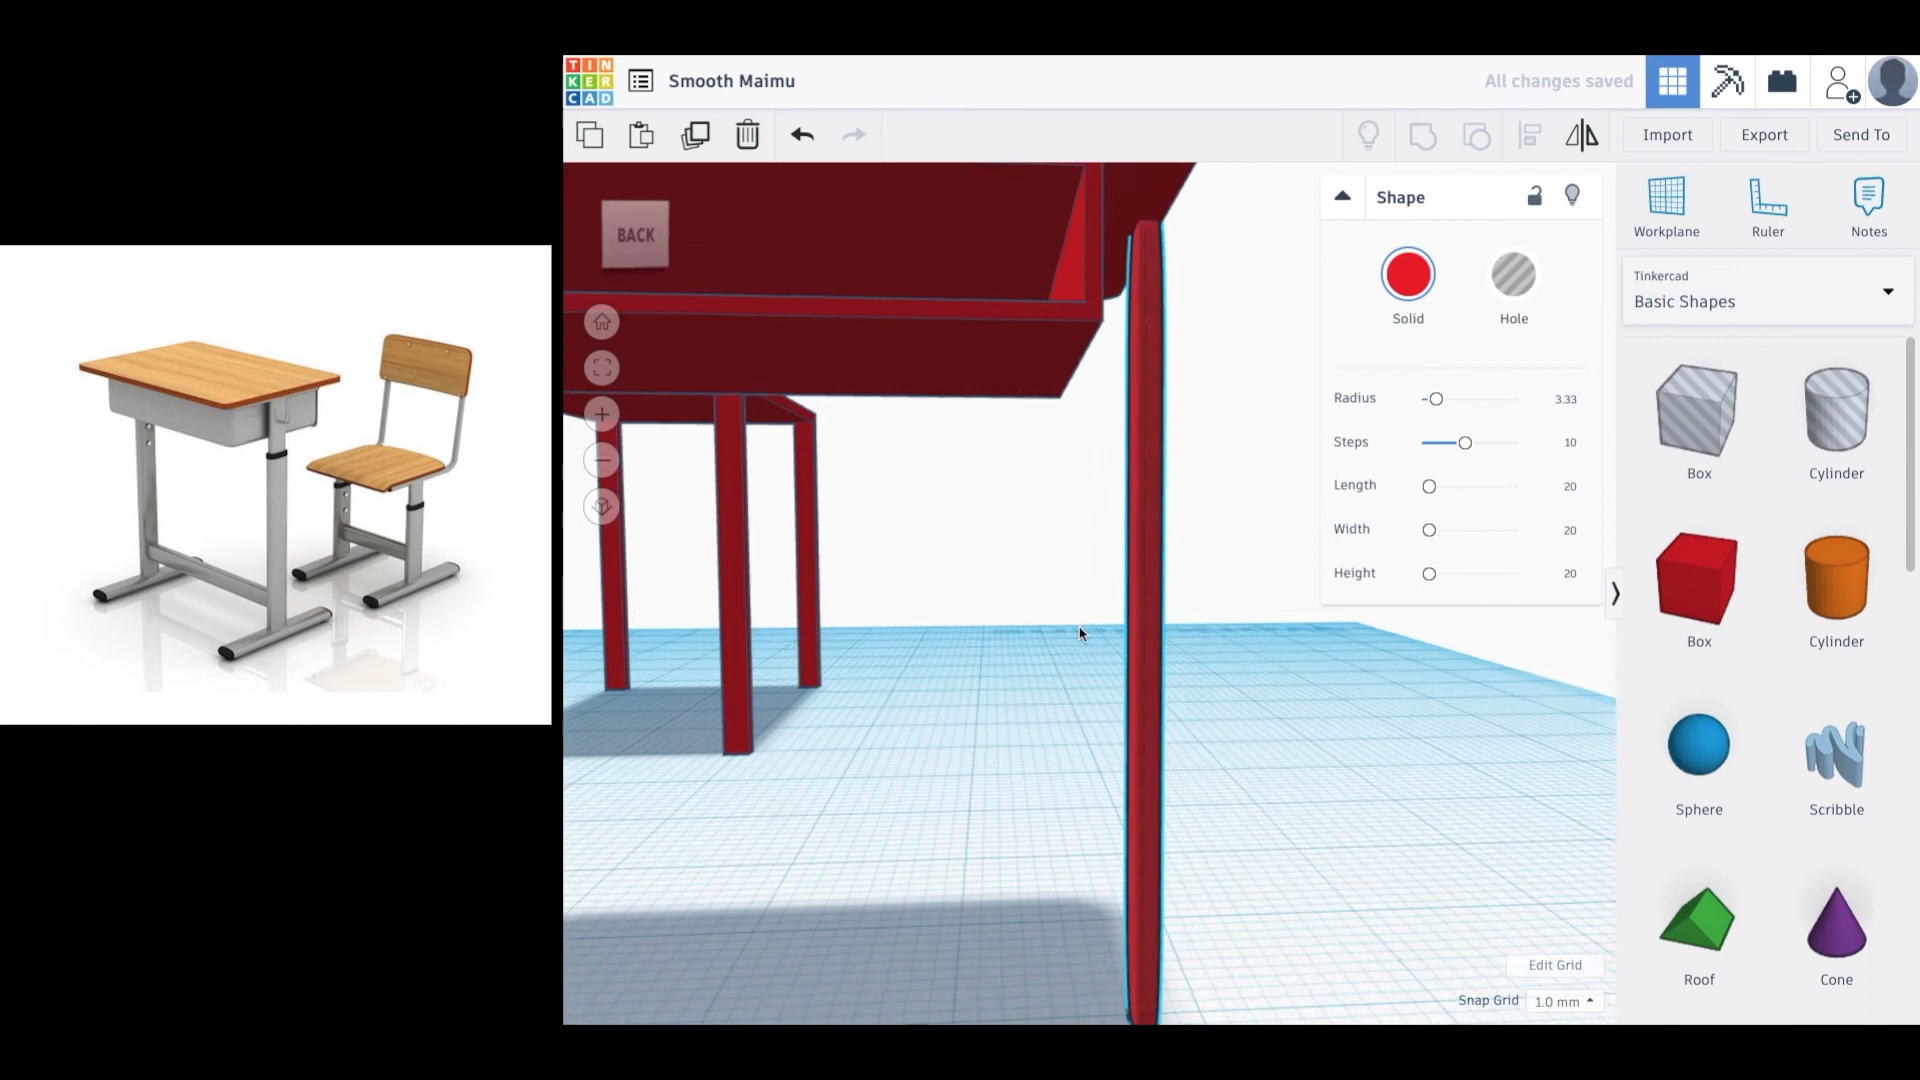 TIN
KER
CAD
Smooth Maimu
All changes saved
Import
Export
Send To
BACK
Shape
Solid
Hole
Radius 3.33
Steps 10
Length 20
Width 20
Height 20
Workplane
Ruler
Notes
Tinkercad
Basic Shapes
Box
Cylinder
Box
Cylinder
Sphere
Scribble
Roof
Cone
Edit Grid
Snap Grid 1.0 mm